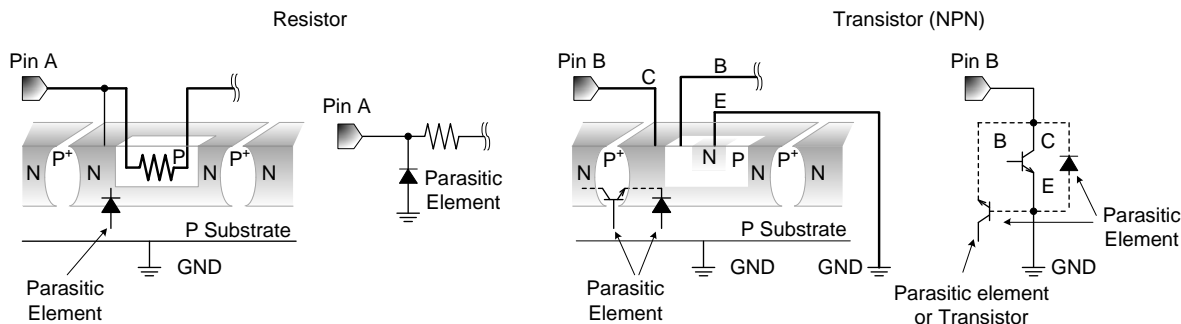 Resistor
Transistor (NPN)
Pin A
N
P+
N
P
N
P+
N
P Substrate
GND
Parasitic
Element
Pin A
Parasitic
Element
Pin B
C
B
E
N
P+
N
N
P
N
P+
N
P Substrate
GND
GND
Parasitic
Element
Pin B
B
C
E
GND
Parasitic
Element
Parasitic element
or Transistor